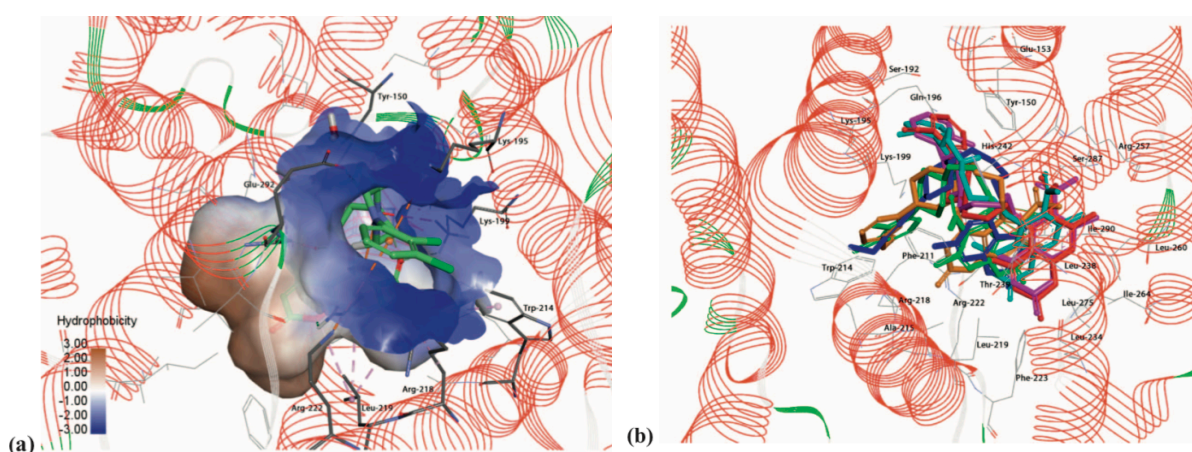 Tyr-150
Lys-195
Glu-292
Lys-199
Trp-214
Hydrophobicity
3.00
2.00
1.00
0.00
-1.00
-2.00
-3.00
Arg-218
Arg-222
Leu-219
(a)
Glu-153
Ser-192
Gln-196
Tyr-150
Lys-195
His-242
Arg-257
Ser-287
Lys-199
Ile-290
Leu-260
Phe-211
Leu-238
Trp-214
Arg-218
Arg-222
Leu-275
Ile-264
Ala-215
Leu-234
Leu-219
Phe-223
(b)